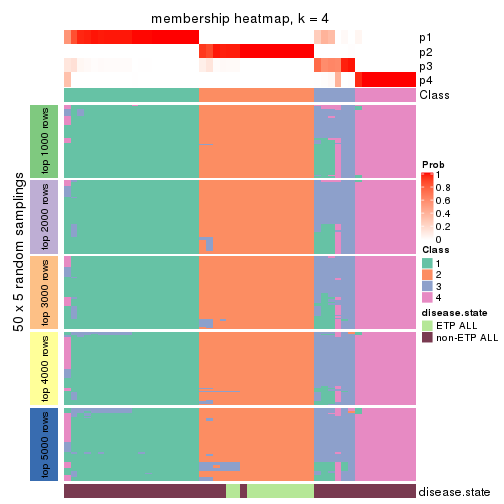 membership heatmap, k = 4
p1
p2
p3
p4
Class
50 x 5 random samplings
top 1000 rows
top 2000 rows
top 3000 rows
top 4000 rows
top 5000 rows
Prob
1
0.8
0.6
0.4
0.2
0
Class
1
2
3
4
disease.state
ETP ALL
non-ETP ALL
disease.state